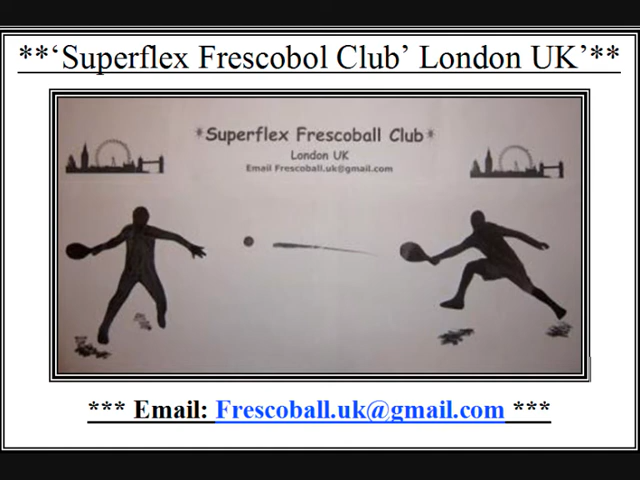 **‘Superflex Frescobol Club’ London UK’**
*Superflex Frescoball Club*
London UK
Email Frescoball.uk@gmail.com
*** Email: Frescoball.uk@gmail.com ***